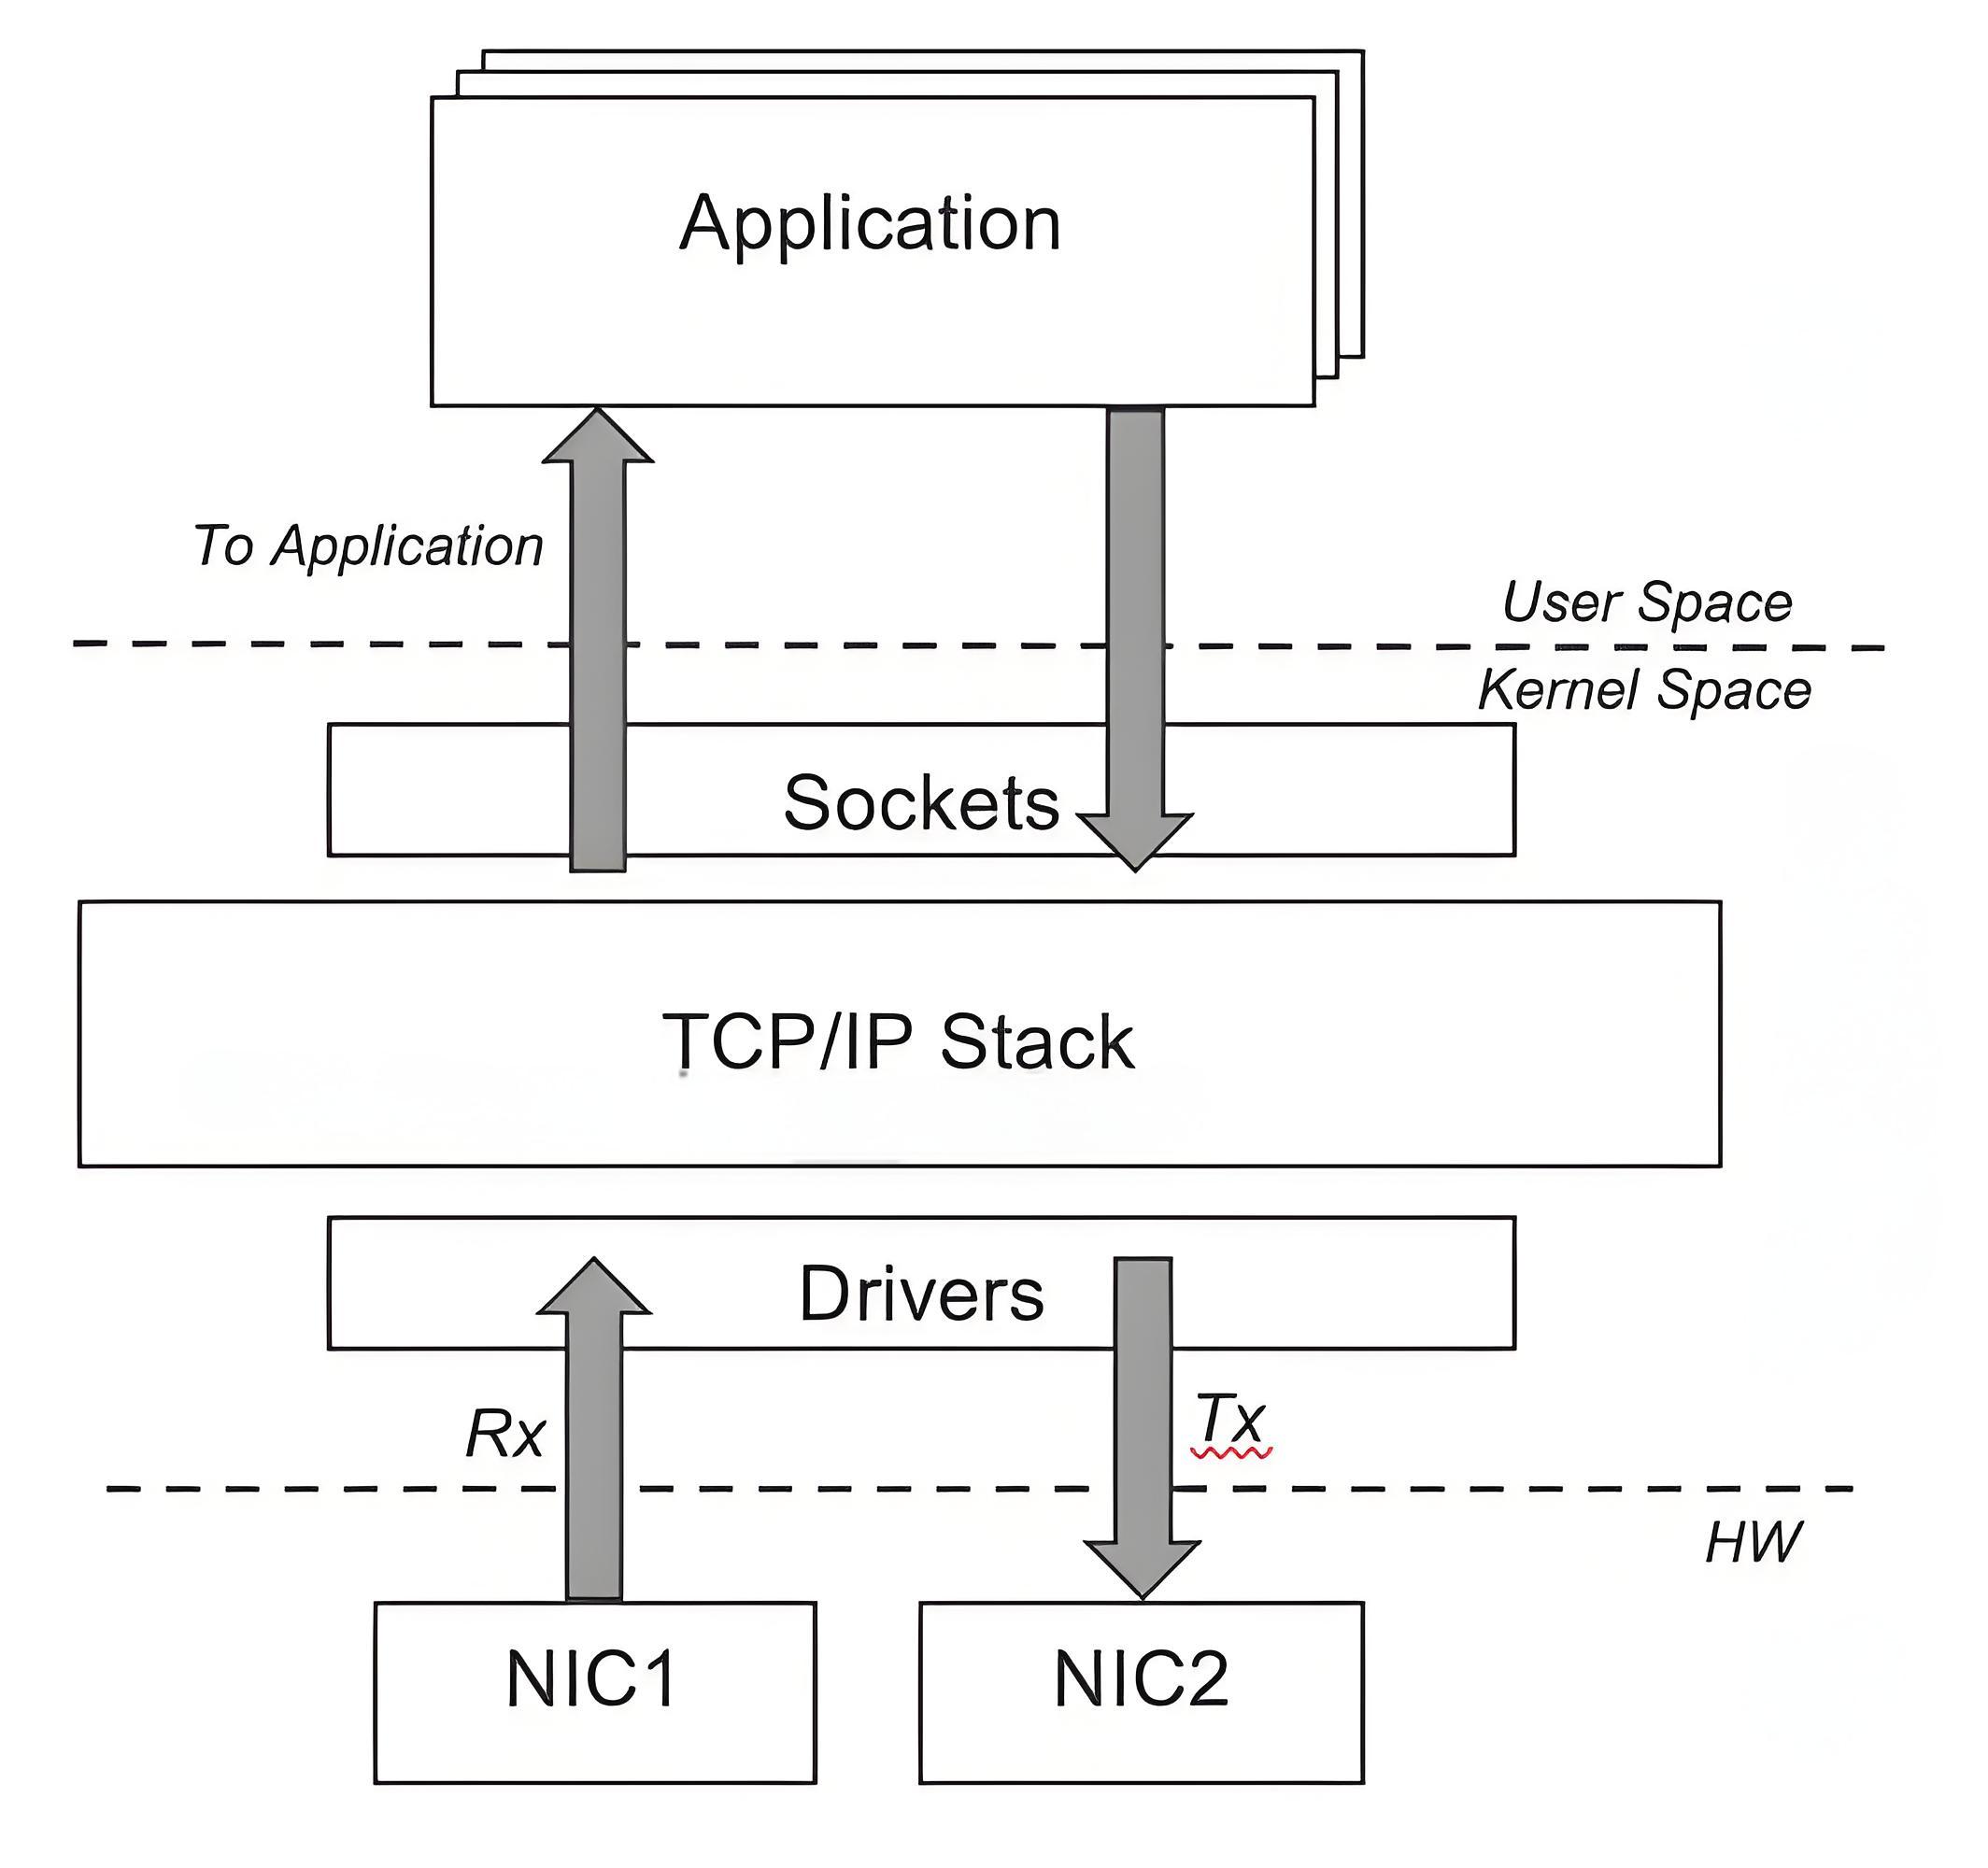 Application
To Application
User Space
Kernel Space
Sockets
TCP/IP Stack
Drivers
Rx
Tx
HW
NIC1
NIC2